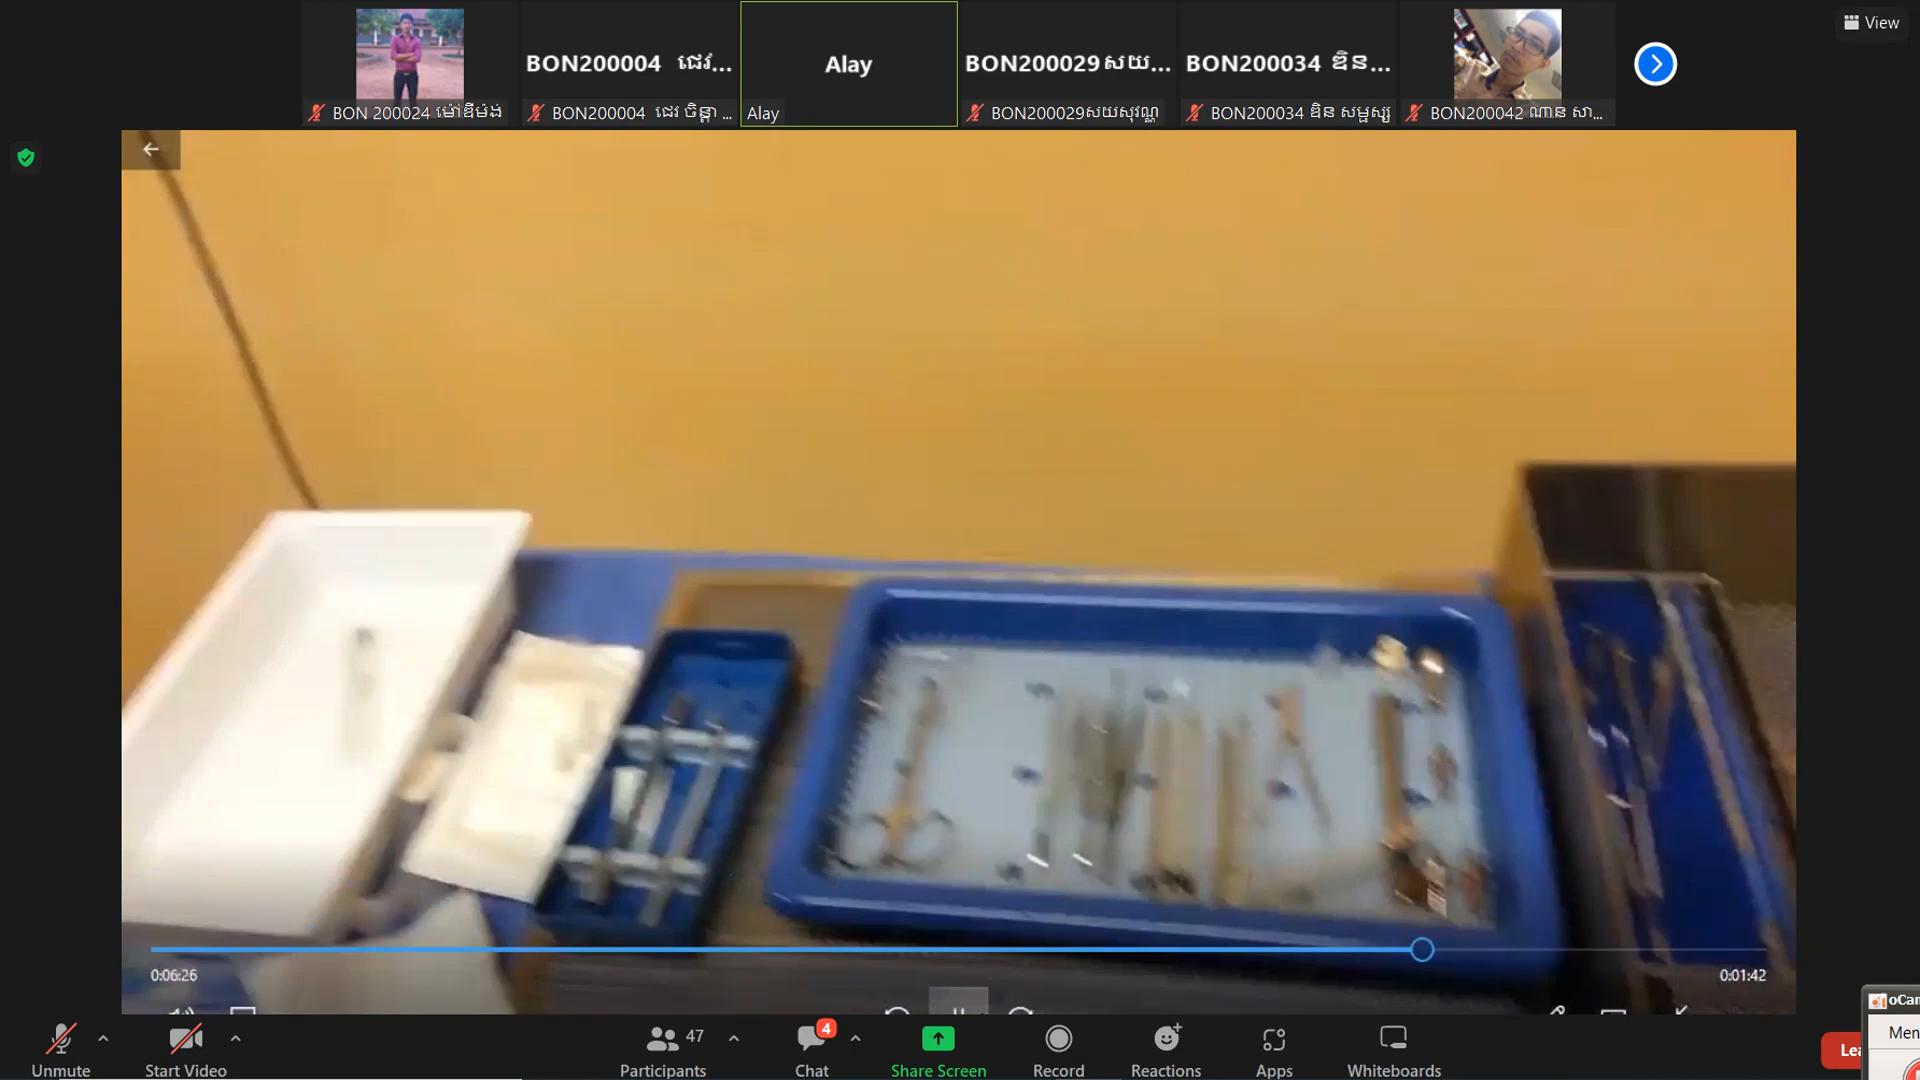 View
BON200004 ជេវ...
Alay
BON200029សយ...
BON200034 ឌិន...
BON 200024 ម៉ៅឌីម៉ង់
BON200004 ជេវ ចិន្តា ...
Alay
BON200029សយសុវណ្ណ
BON200034 ឌិន សម្ផស្ស
BON200042 ណាន សា...
0:06:26
0:01:42
oCam
Men
Unmute
Start Video
47
Participants
4
Chat
Share Screen
Record
Reactions
Apps
Whiteboards
Lea